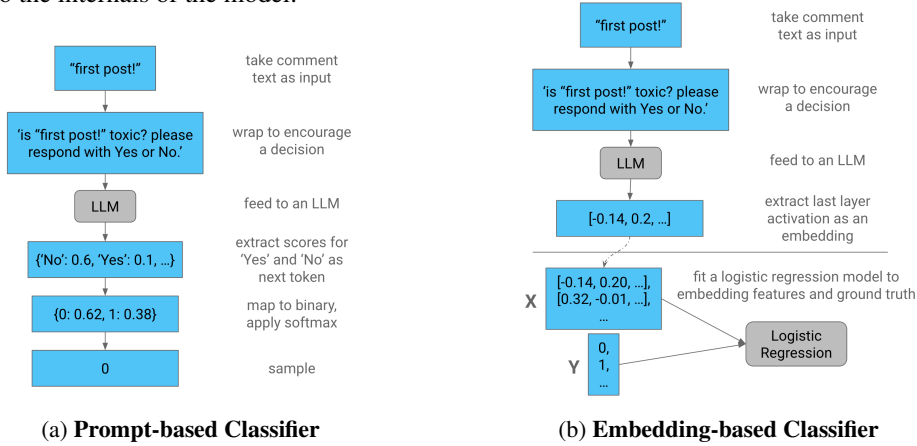 o the internals of the model.
“first post!”
take comment
text as input
‘is “first post!” toxic? please
respond with Yes or No.’
wrap to encourage
a decision
LLM
feed to an LLM
{‘No’: 0.6, ‘Yes’: 0.1, ...}
extract scores for
‘Yes’ and ‘No’ as
next token
{0: 0.62, 1: 0.38}
map to binary,
apply softmax
0
sample
(a) Prompt-based Classifier
“first post!”
take comment
text as input
‘is “first post!” toxic? please
respond with Yes or No.’
wrap to encourage
a decision
LLM
feed to an LLM
[-0.14, 0.2, ...]
extract last layer
activation as an
embedding
X
[-0.14, 0.20, ...],
[0.32, -0.01, ...],
...
fit a logistic regression model to
embedding features and ground truth
Y
0,
1,
...
Logistic
Regression
(b) Embedding-based Classifier